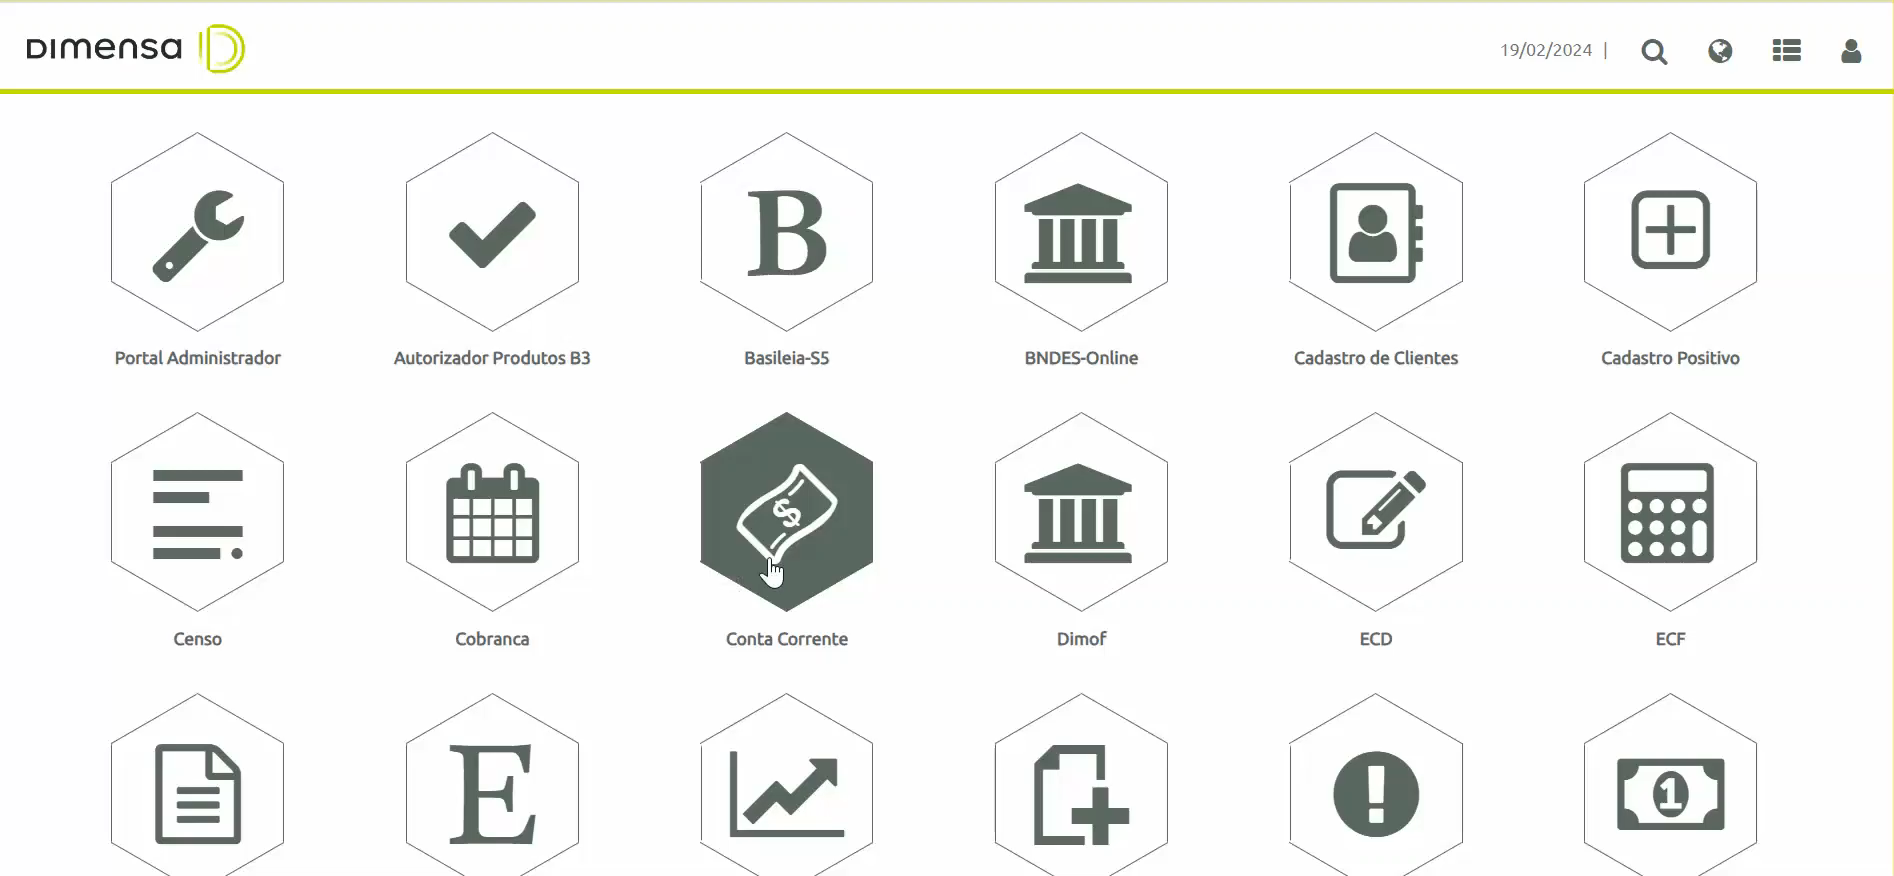 Dimensa
19/02/2024 |
Portal Administrador
Autorizador Produtos B3
B
Basileia-S5
BNDES-Online
Cadastro de Clientes
Cadastro Positivo
Censo
Cobranca
$
Conta Corrente
Dimof
ECD
ECF
E
!
1